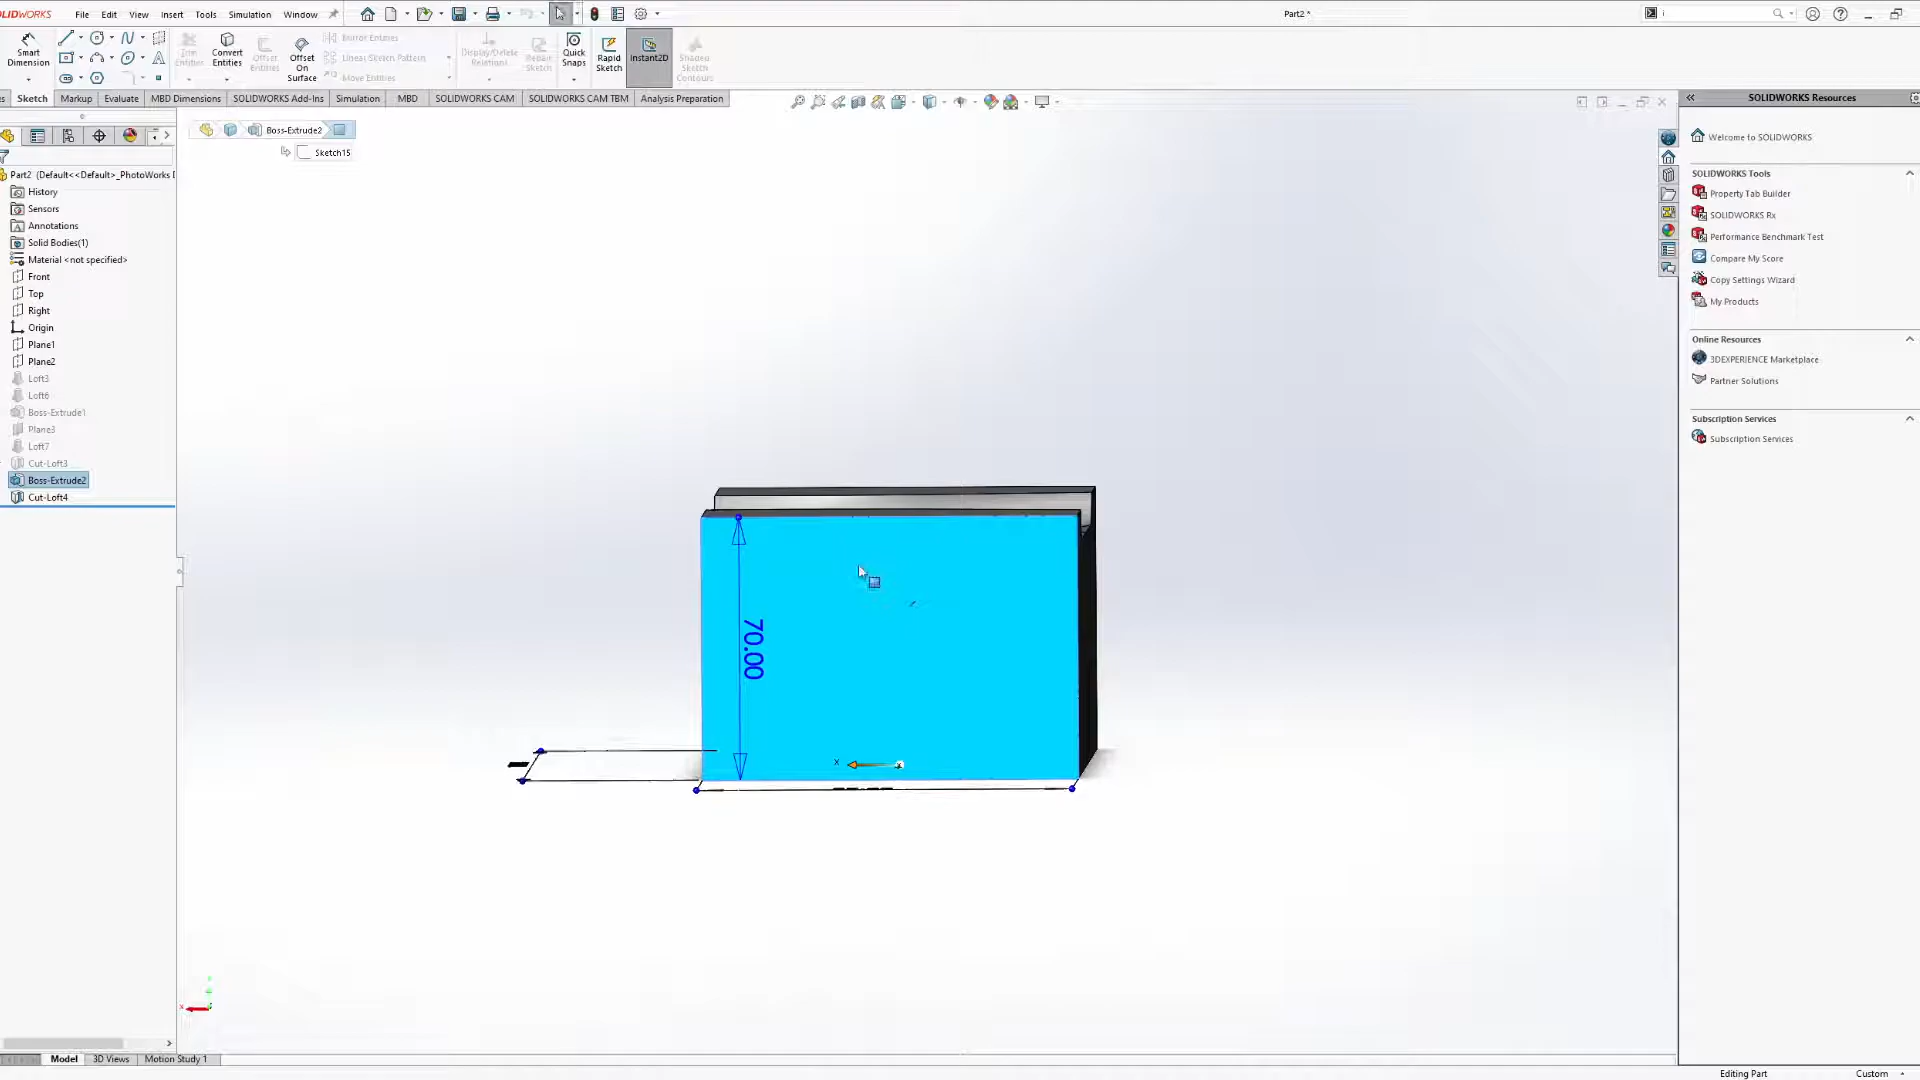 SOLIDWORKS
File
Edit
View
Insert
Tools
Simulation
Window
Part2 *
Smart Dimension
Trim Entities
Convert Entities
Offset Entities
Offset On Surface
Mirror Entities
Linear Sketch Pattern
Move Entities
Display/Delete Relations
Repair Sketch
Quick Snaps
Rapid Sketch
Instant2D
Shaded Sketch Contours
Sketch
Markup
Evaluate
MBD Dimensions
SOLIDWORKS Add-Ins
Simulation
MBD
SOLIDWORKS CAM
SOLIDWORKS CAM TBM
Analysis Preparation
Boss-Extrude2
Sketch15
Part2 (Default<<Default>_PhotoWorks
History
Sensors
Annotations
Solid Bodies(1)
Material <not specified>
Front
Top
Right
Origin
Plane1
Plane2
Loft3
Loft6
Boss-Extrude1
Plane3
Loft7
Cut-Loft3
Boss-Extrude2
Cut-Loft4
70.00
X
SOLIDWORKS Resources
Welcome to SOLIDWORKS
SOLIDWORKS Tools
Property Tab Builder
SOLIDWORKS Rx
Performance Benchmark Test
Compare My Score
Copy Settings Wizard
My Products
Online Resources
3DEXPERIENCE Marketplace
Partner Solutions
Subscription Services
Subscription Services
Model
3D Views
Motion Study 1
Editing Part
Custom